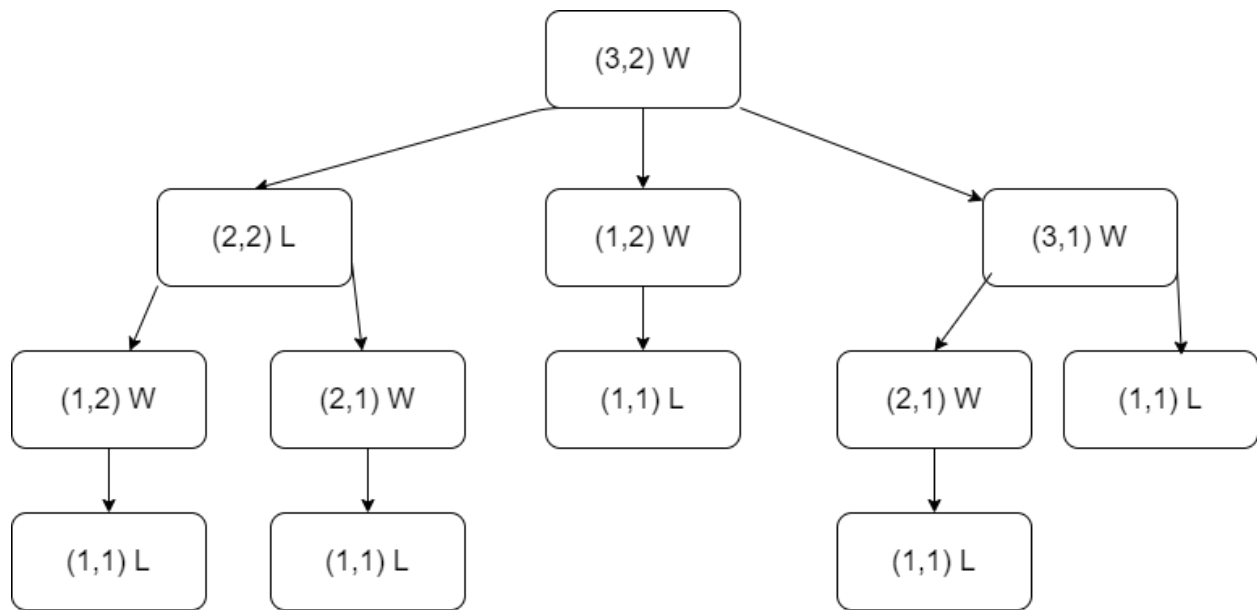 (3,2) W
(2,2) L
(1,2) W
(3,1) W
(1,2) W
(2,1) W
(1,1) L
(2,1) W
(1,1) L
(1,1) L
(1,1) L
(1,1) L